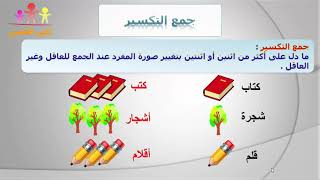 جمع التكسير
جمع التكسير :
ما دل على أكثر من اثنين أو اثنتين بتغيير صورة المفرد عند الجمع للعاقل وغير
العاقل .
كتاب
كتب
شجرة
أشجار
قلم
أقلام